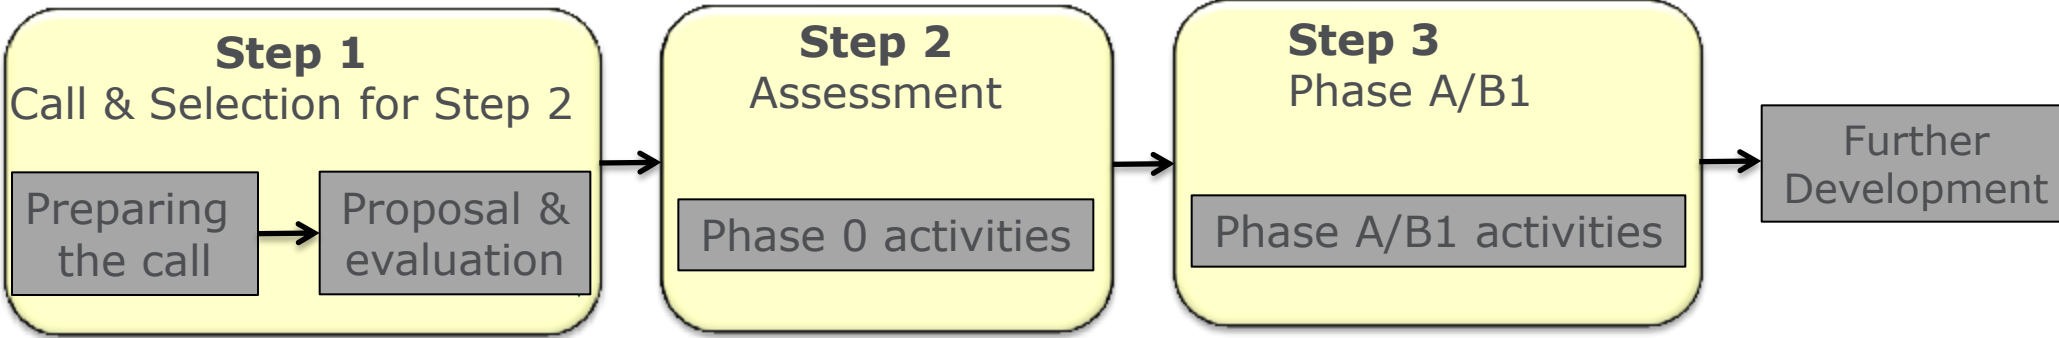 Step 1
Call & Selection for Step 2
Preparing
the call
Proposal &
evaluation
Step 2
Assessment
Phase 0 activities
Step 3
Phase A/B1
Phase A/B1 activities
Further
Development